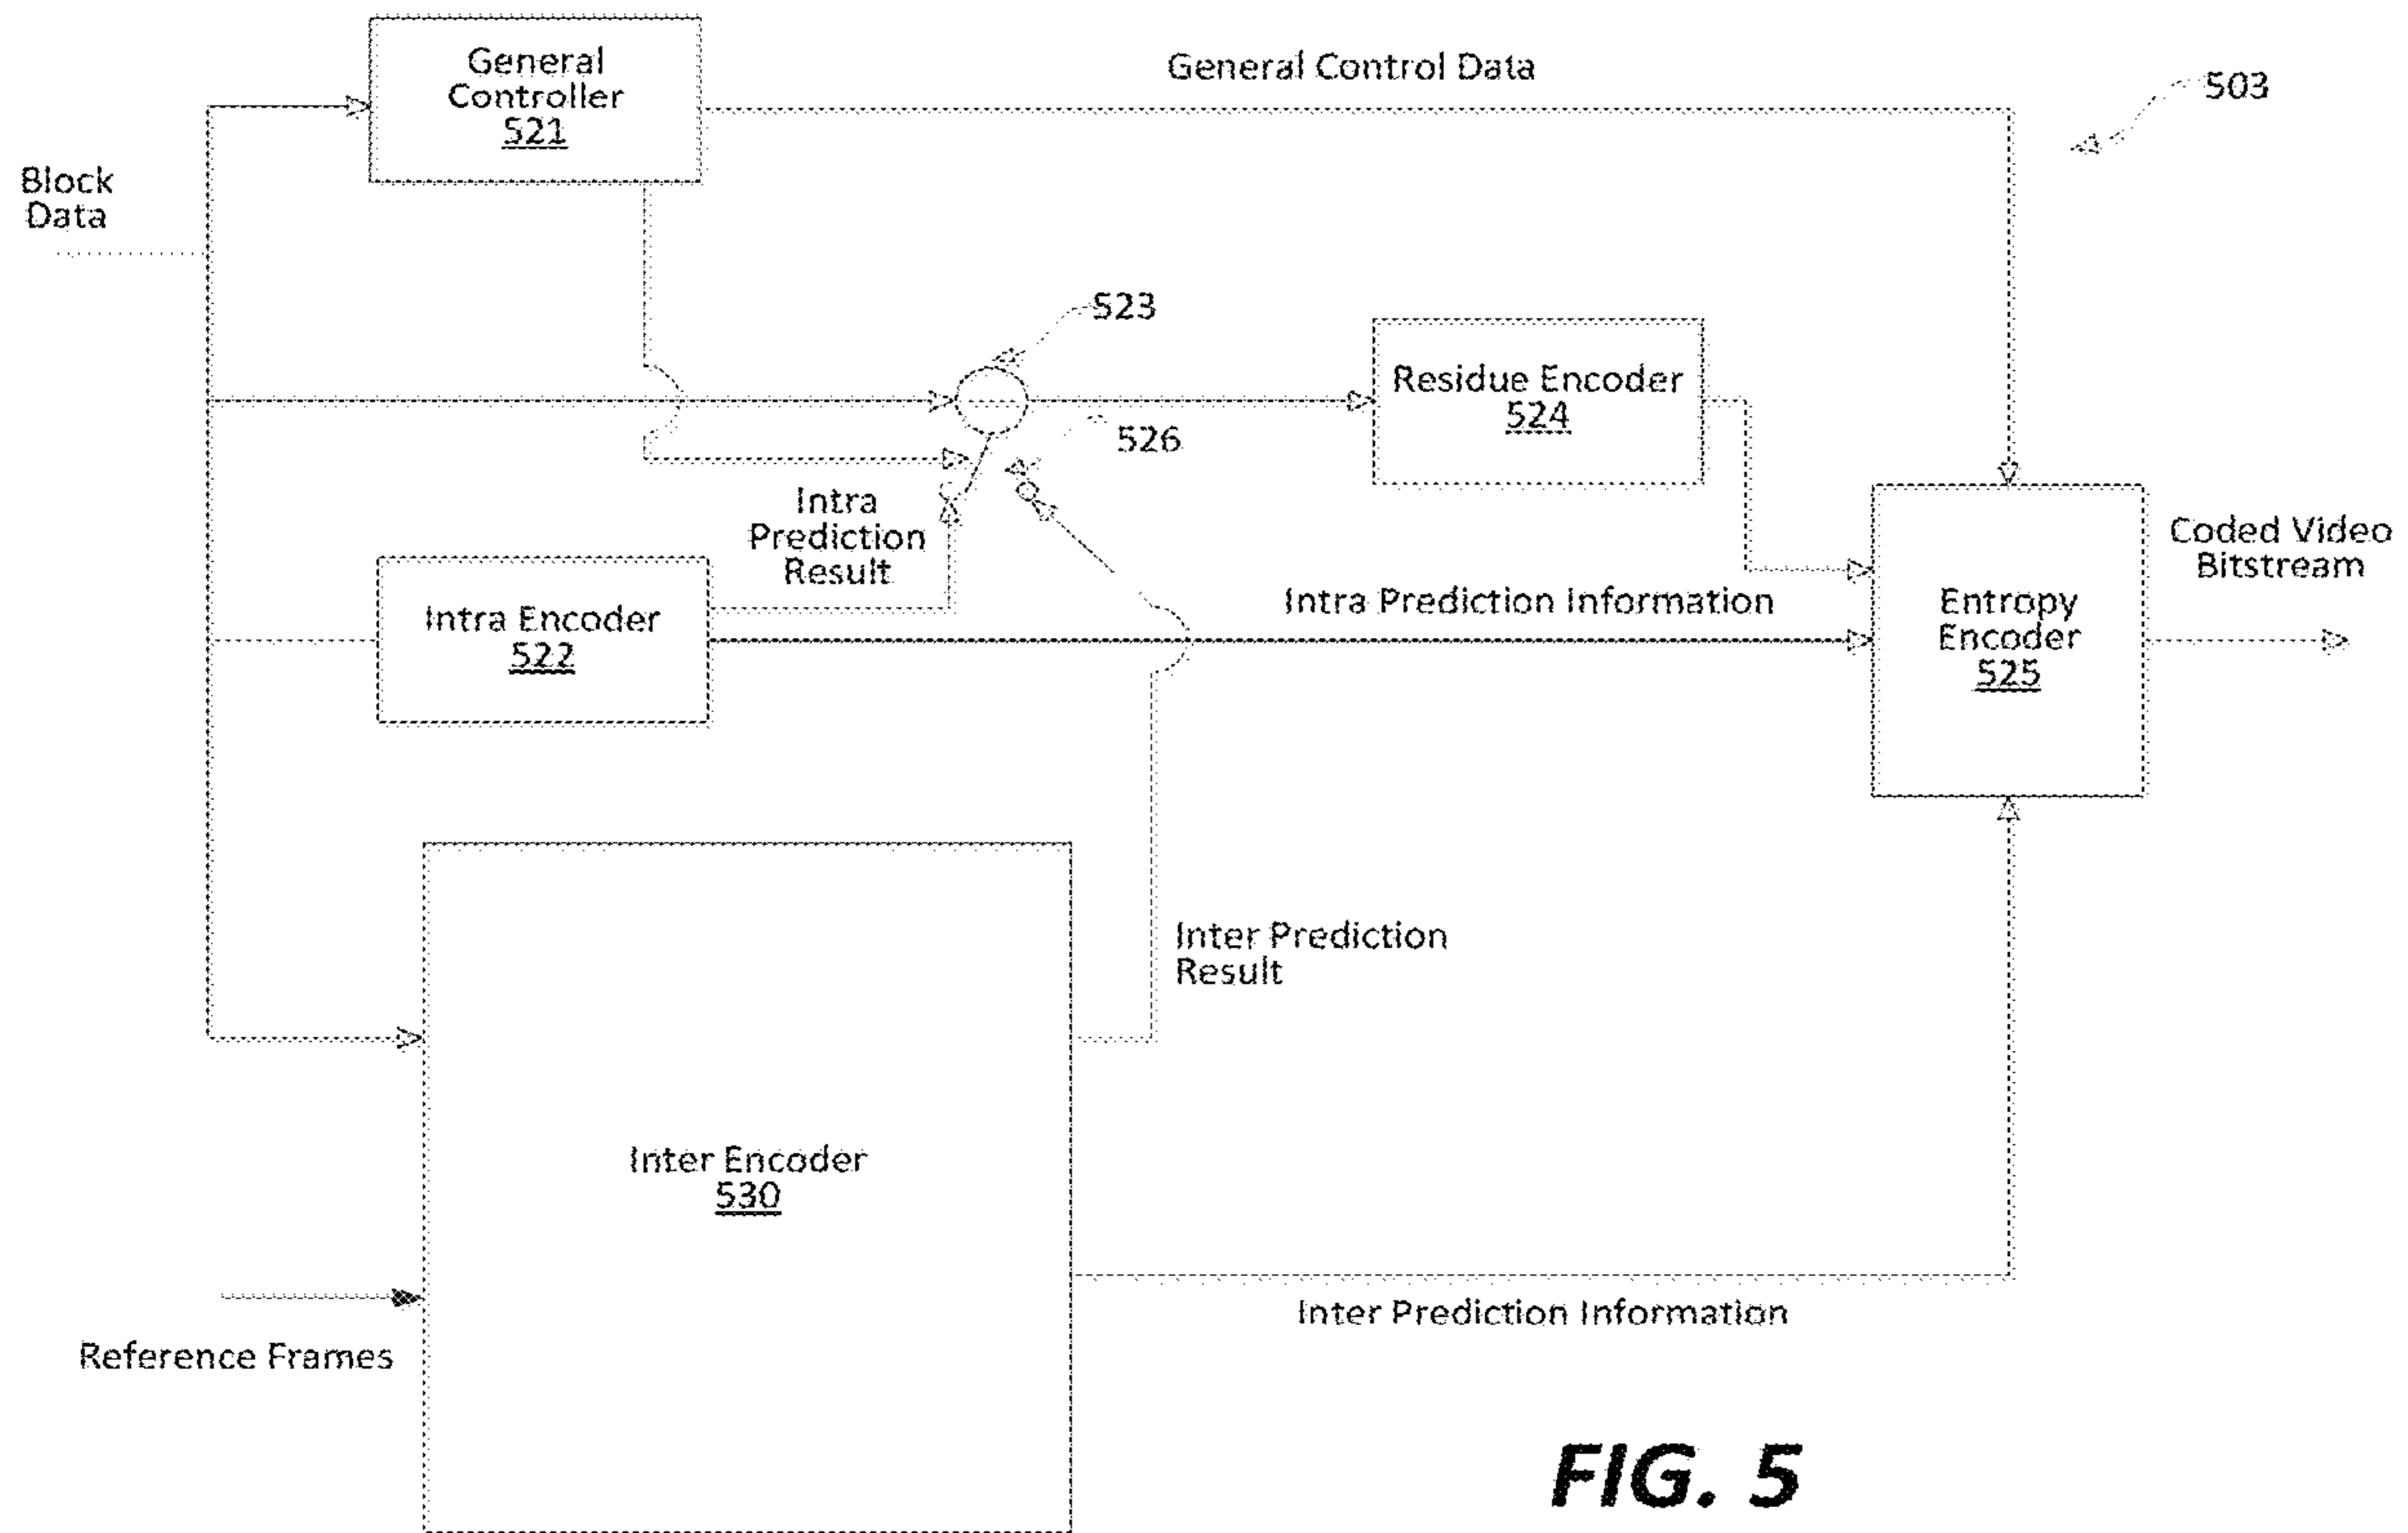 General
Controller
521
General Control Data
503
Block
Data
523
Residue Encoder
524
526
Intra
Prediction
Result
Intra Encoder
522
Intra Prediction Information
Entropy
Encoder
525
Coded Video
Bitstream
Inter Prediction
Result
Inter Encoder
530
Inter Prediction Information
Reference Frames
FIG. 5